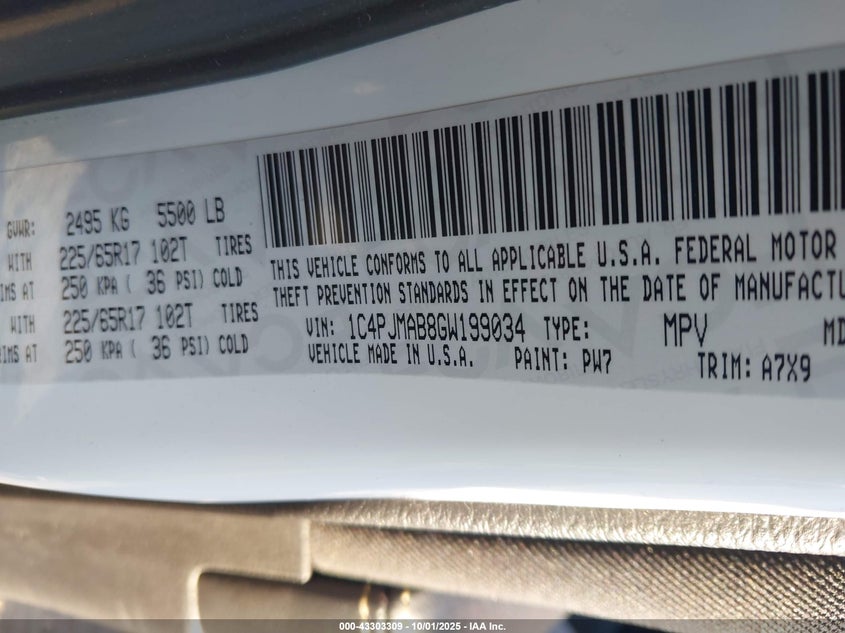 GVWR: 2495 KG 5500 LB
WITH 225/65R17 102T TIRES
IMS AT 250 KPA ( 36 PSI) COLD
WITH 225/65R17 102T TIRES
IMS AT 250 KPA ( 36 PSI) COLD
THIS VEHICLE CONFORMS TO ALL APPLICABLE U.S.A. FEDERAL MOTOR
THEFT PREVENTION STANDARDS IN EFFECT ON THE DATE OF MANUFACTU
VIN: 1C4PJMAB8GW199034 TYPE: MPV MD
VEHICLE MADE IN U.S.A. PAINT: PW7 TRIM: A7X9
000-43303309 - 10/01/2025 - IAA Inc.